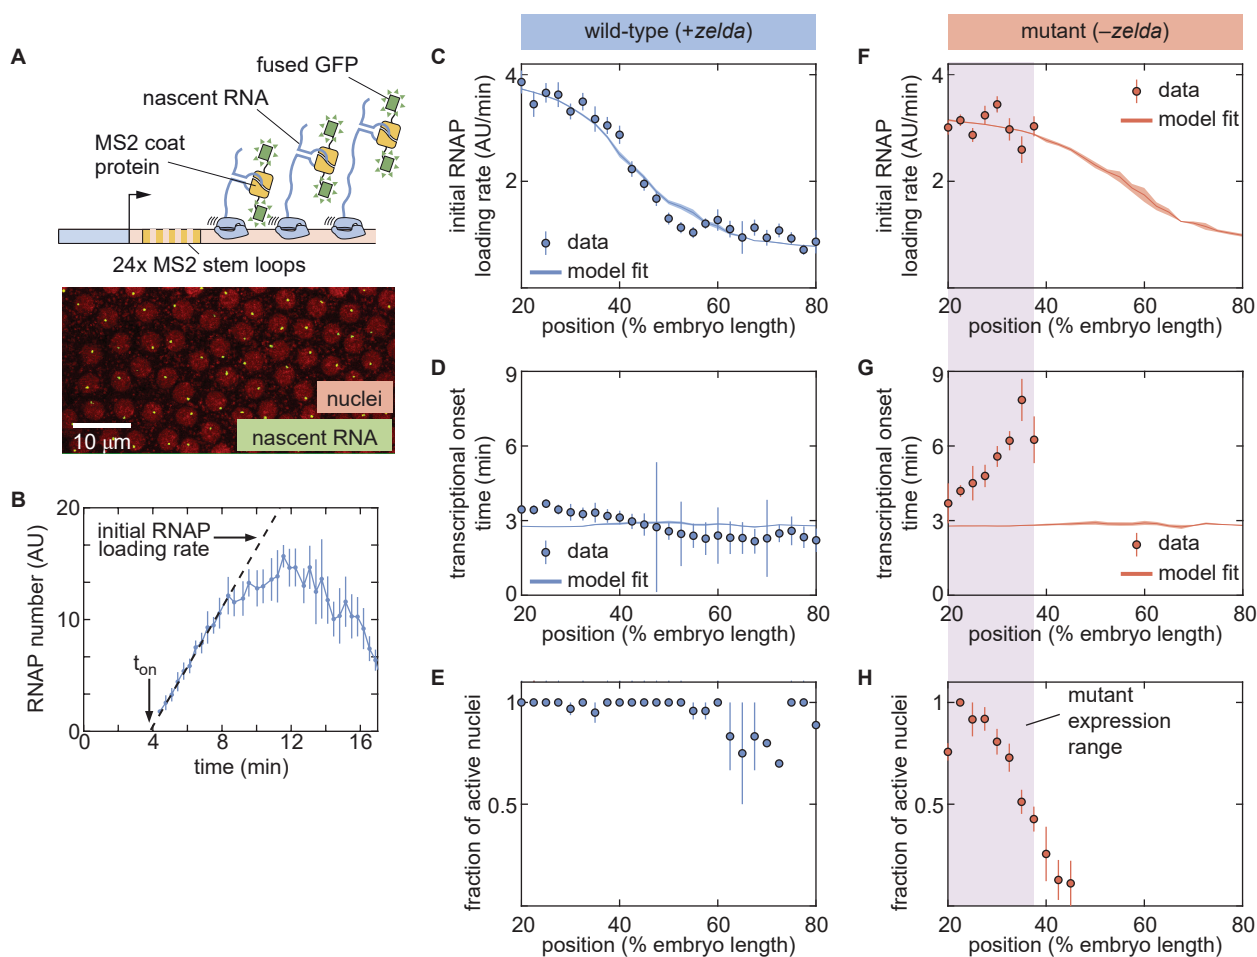 wild-type (+zelda)
mutant (–zelda)
A
fused GFP
nascent RNA
MS2 coat
protein
24x MS2 stem loops
nuclei
nascent RNA
10 μm
B
20
10
0
RNAP number (AU)
initial RNAP
loading rate
ton
0
4
8
12
16
time (min)
C
4
2
initial RNAP
loading rate (AU/min)
data
model fit
20
40
60
80
position (% embryo length)
D
9
6
3
0
transcriptional onset
time (min)
data
model fit
20
40
60
80
position (% embryo length)
E
1
0.5
fraction of active nuclei
20
40
60
80
position (% embryo length)
F
4
2
initial RNAP
loading rate (AU/min)
data
model fit
20
40
60
80
position (% embryo length)
G
9
6
3
0
transcriptional onset
time (min)
data
model fit
20
40
60
80
position (% embryo length)
H
1
0.5
fraction of active nuclei
mutant
expression
range
20
40
60
80
position (% embryo length)